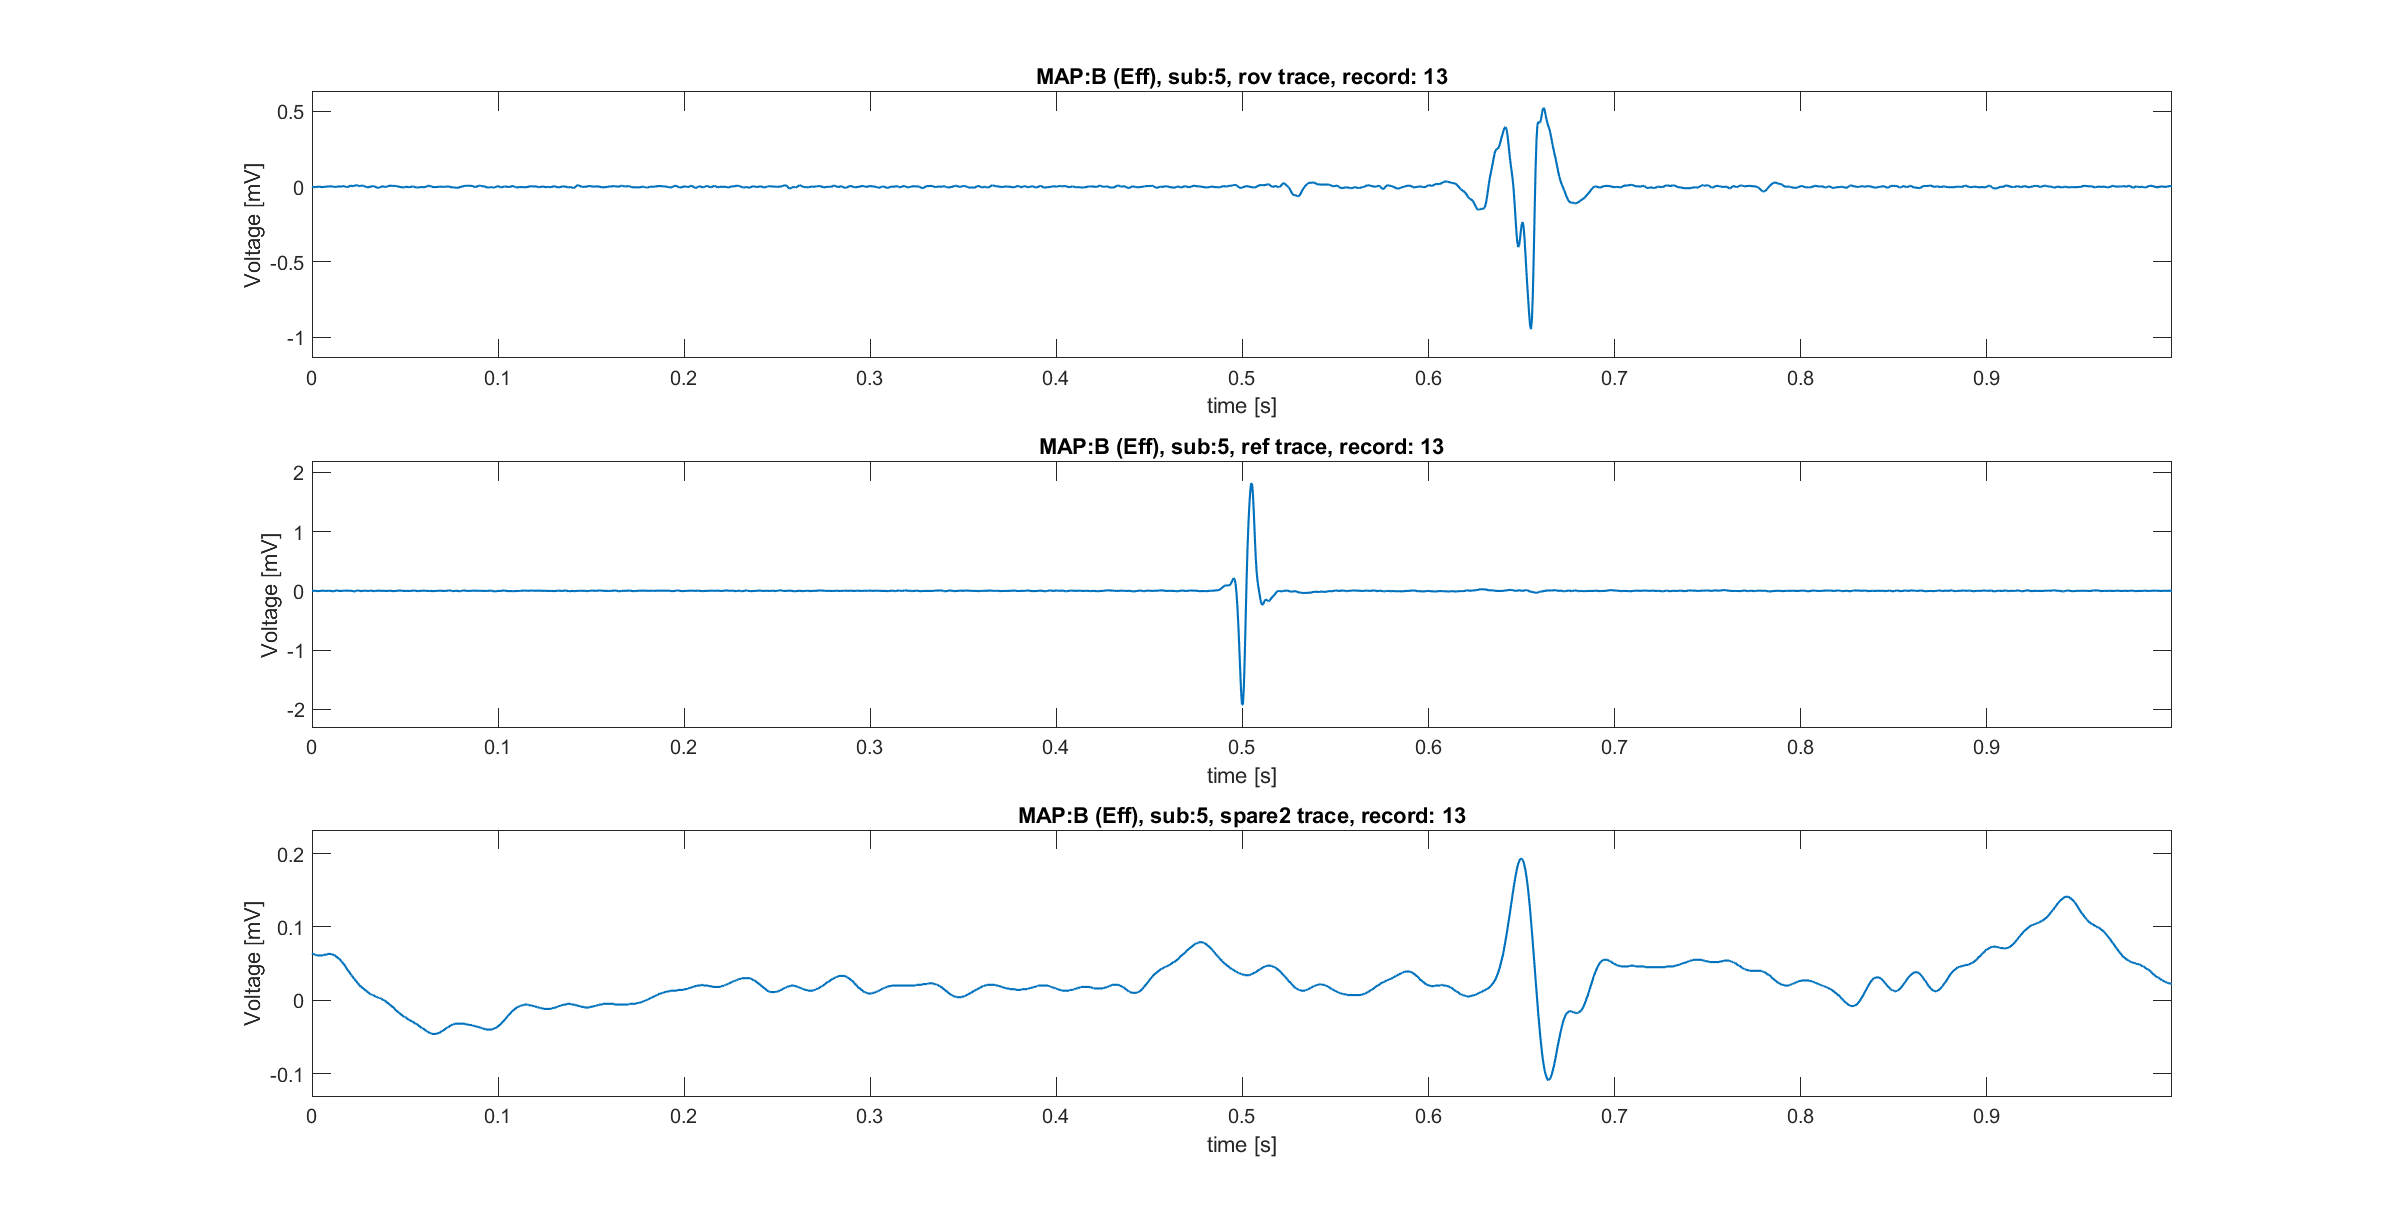 MAP:B (Eff), sub:5, rov trace, record: 13
0.5
0
-0.5
-1
Voltage [mV]
0 0.1 0.2 0.3 0.4 0.5 0.6 0.7 0.8 0.9
time [s]
MAP:B (Eff), sub:5, ref trace, record: 13
2
1
0
-1
-2
Voltage [mV]
0 0.1 0.2 0.3 0.4 0.5 0.6 0.7 0.8 0.9
time [s]
MAP:B (Eff), sub:5, spare2 trace, record: 13
0.2
0.1
0
-0.1
Voltage [mV]
0 0.1 0.2 0.3 0.4 0.5 0.6 0.7 0.8 0.9
time [s]